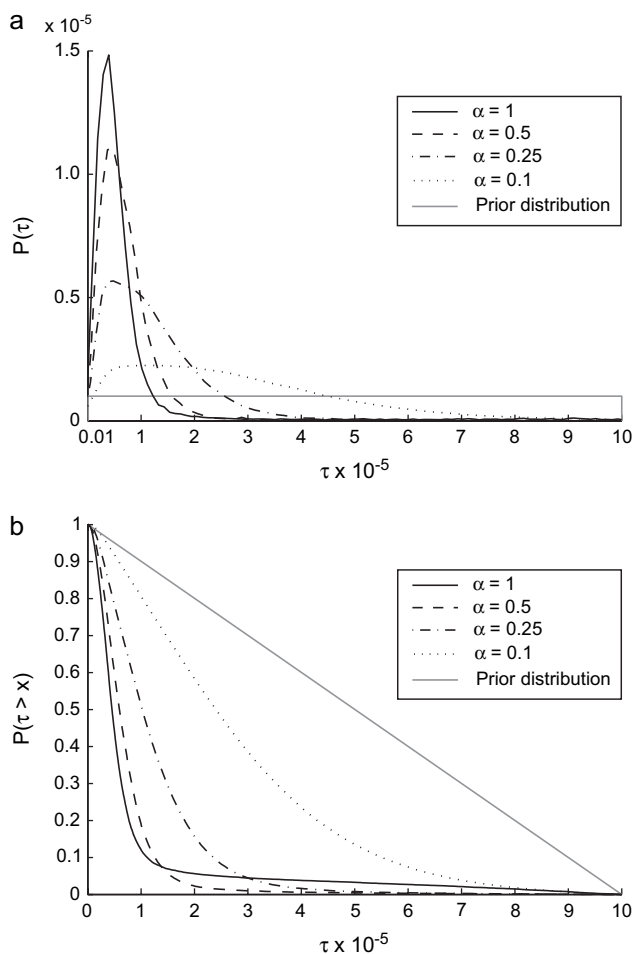 a
x 10-5
1.5
1.0
0.5
0
P(τ)
α = 1
α = 0.5
α = 0.25
α = 0.1
Prior distribution
0.01 1 2 3 4 5 6 7 8 9 10
τ x 10-5
b
1
0.9
0.8
0.7
0.6
0.5
0.4
0.3
0.2
0.1
0
P(τ > x)
α = 1
α = 0.5
α = 0.25
α = 0.1
Prior distribution
0 1 2 3 4 5 6 7 8 9 10
τ x 10-5